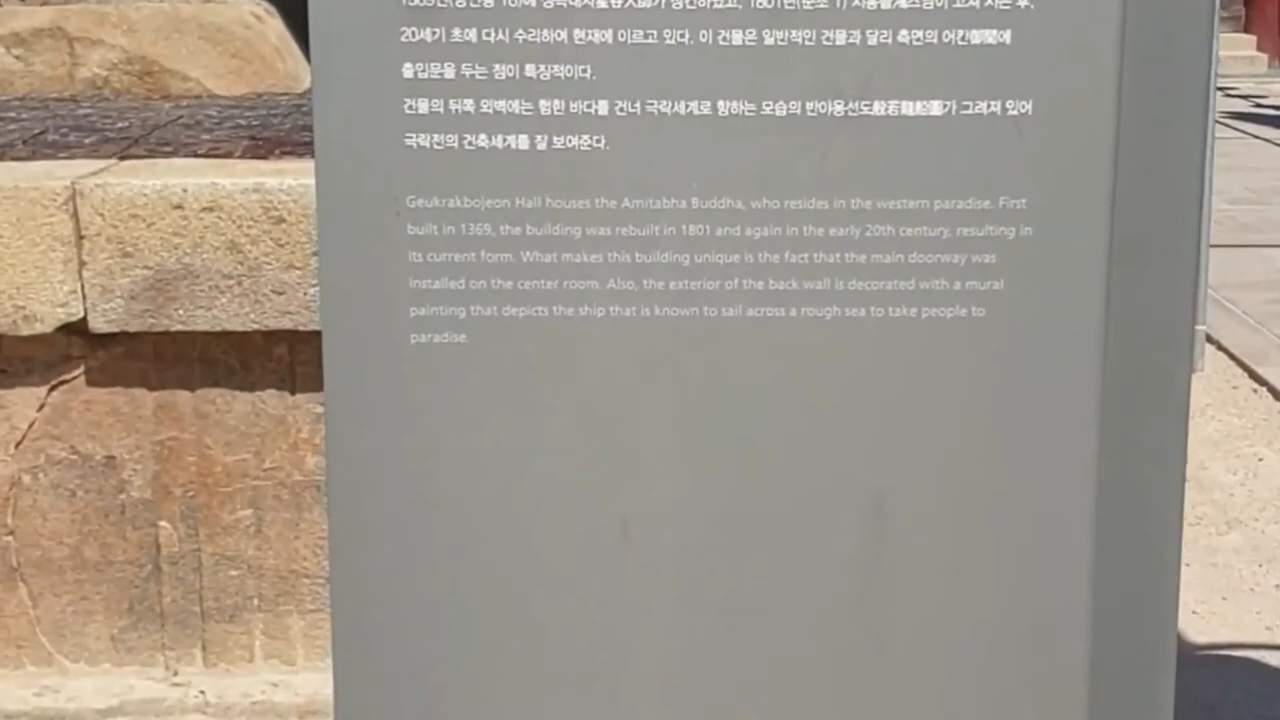 20세기 초에 다시 수리하여 현재에 이르고 있다. 이 건물은 일반적인 건물과 달리 측면의 어칸御間에
출입문을 두는 점이 특징적이다.
건물의 뒤쪽 외벽에는 험한 바다를 건너 극락세계로 향하는 모습의 반야용선도般若龍船圖가 그려져 있어
극락전의 건축세계를 잘 보여준다.
Geukrakbojeon Hall houses the Amitabha Buddha, who resides in the western paradise. First
built in 1369, the building was rebuilt in 1801 and again in the early 20th century, resulting in
its current form. What makes this building unique is the fact that the main doorway was
installed on the center room. Also, the exterior of the back wall is decorated with a mural
painting that depicts the ship that is known to sail across a rough sea to take people to
paradise.